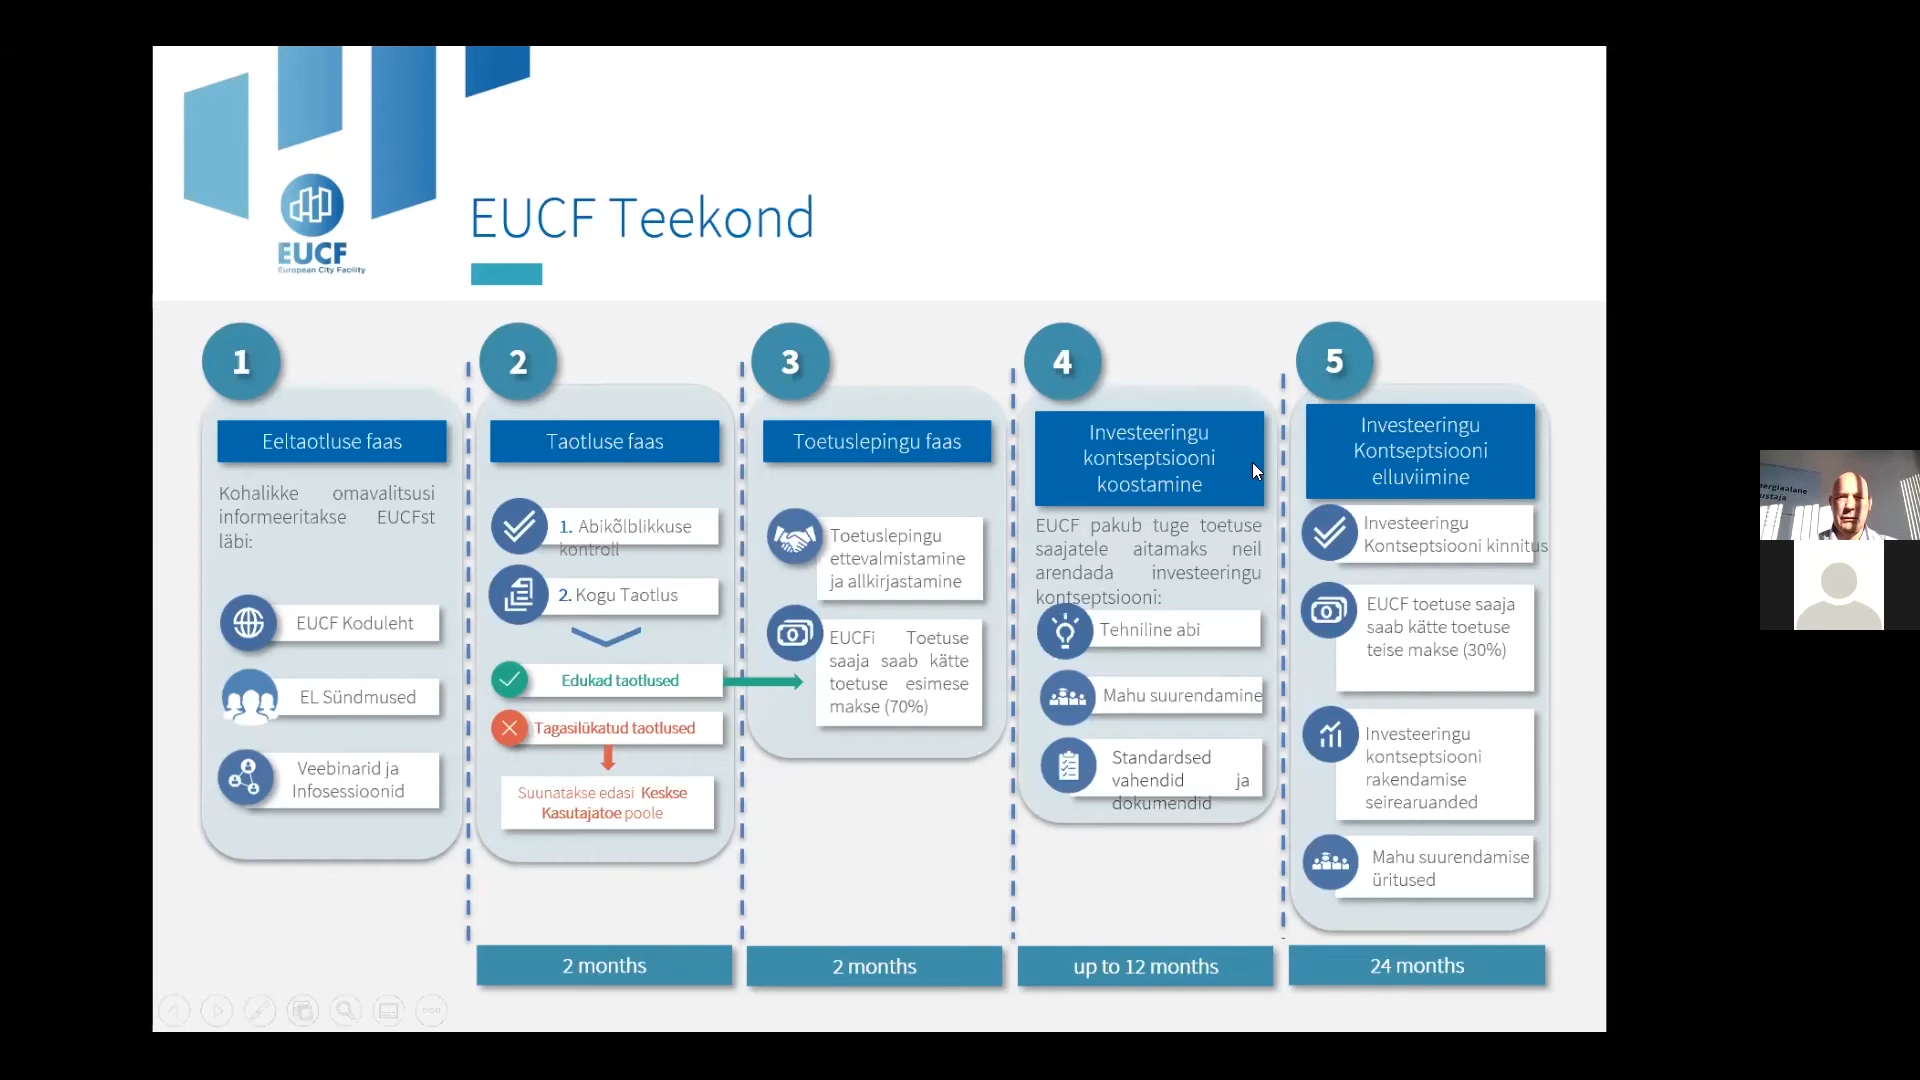 EUCF
European City Facility
EUCF Teekond
1
Eeltaotluse faas
Kohalikke omavalitsusi
informeeritakse EUCFst
läbi:
EUCF Koduleht
EL Sündmused
Veebinarid ja
Infosessioonid
2
Taotluse faas
1. Abikõlblikkuse
kontroll
2. Kogu Taotlus
Edukad taotlused
Tagasilükatud taotlused
Suunatakse edasi Keskse
Kasutajatoe poole
2 months
3
Toetuslepingu faas
Toetuslepingu
ettevalmistamine
ja allkirjastamine
EUCFi Toetuse
saaja saab kätte
toetuse esimese
makse (70%)
2 months
4
Investeeringu
kontseptsiooni
koostamine
EUCF pakub tuge toetuse
saajatele aitamaks neil
arendada investeeringu
kontseptsiooni:
Tehniline abi
Mahu suurendamine
Standardsed
vahendid ja
dokumendid
up to 12 months
5
Investeeringu
Kontseptsiooni
elluviimine
Investeeringu
Kontseptsiooni kinnitus
EUCF toetuse saaja
saab kätte toetuse
teise makse (30%)
Investeeringu
kontseptsiooni
rakendamise
seirearuanded
Mahu suurendamise
üritused
24 months